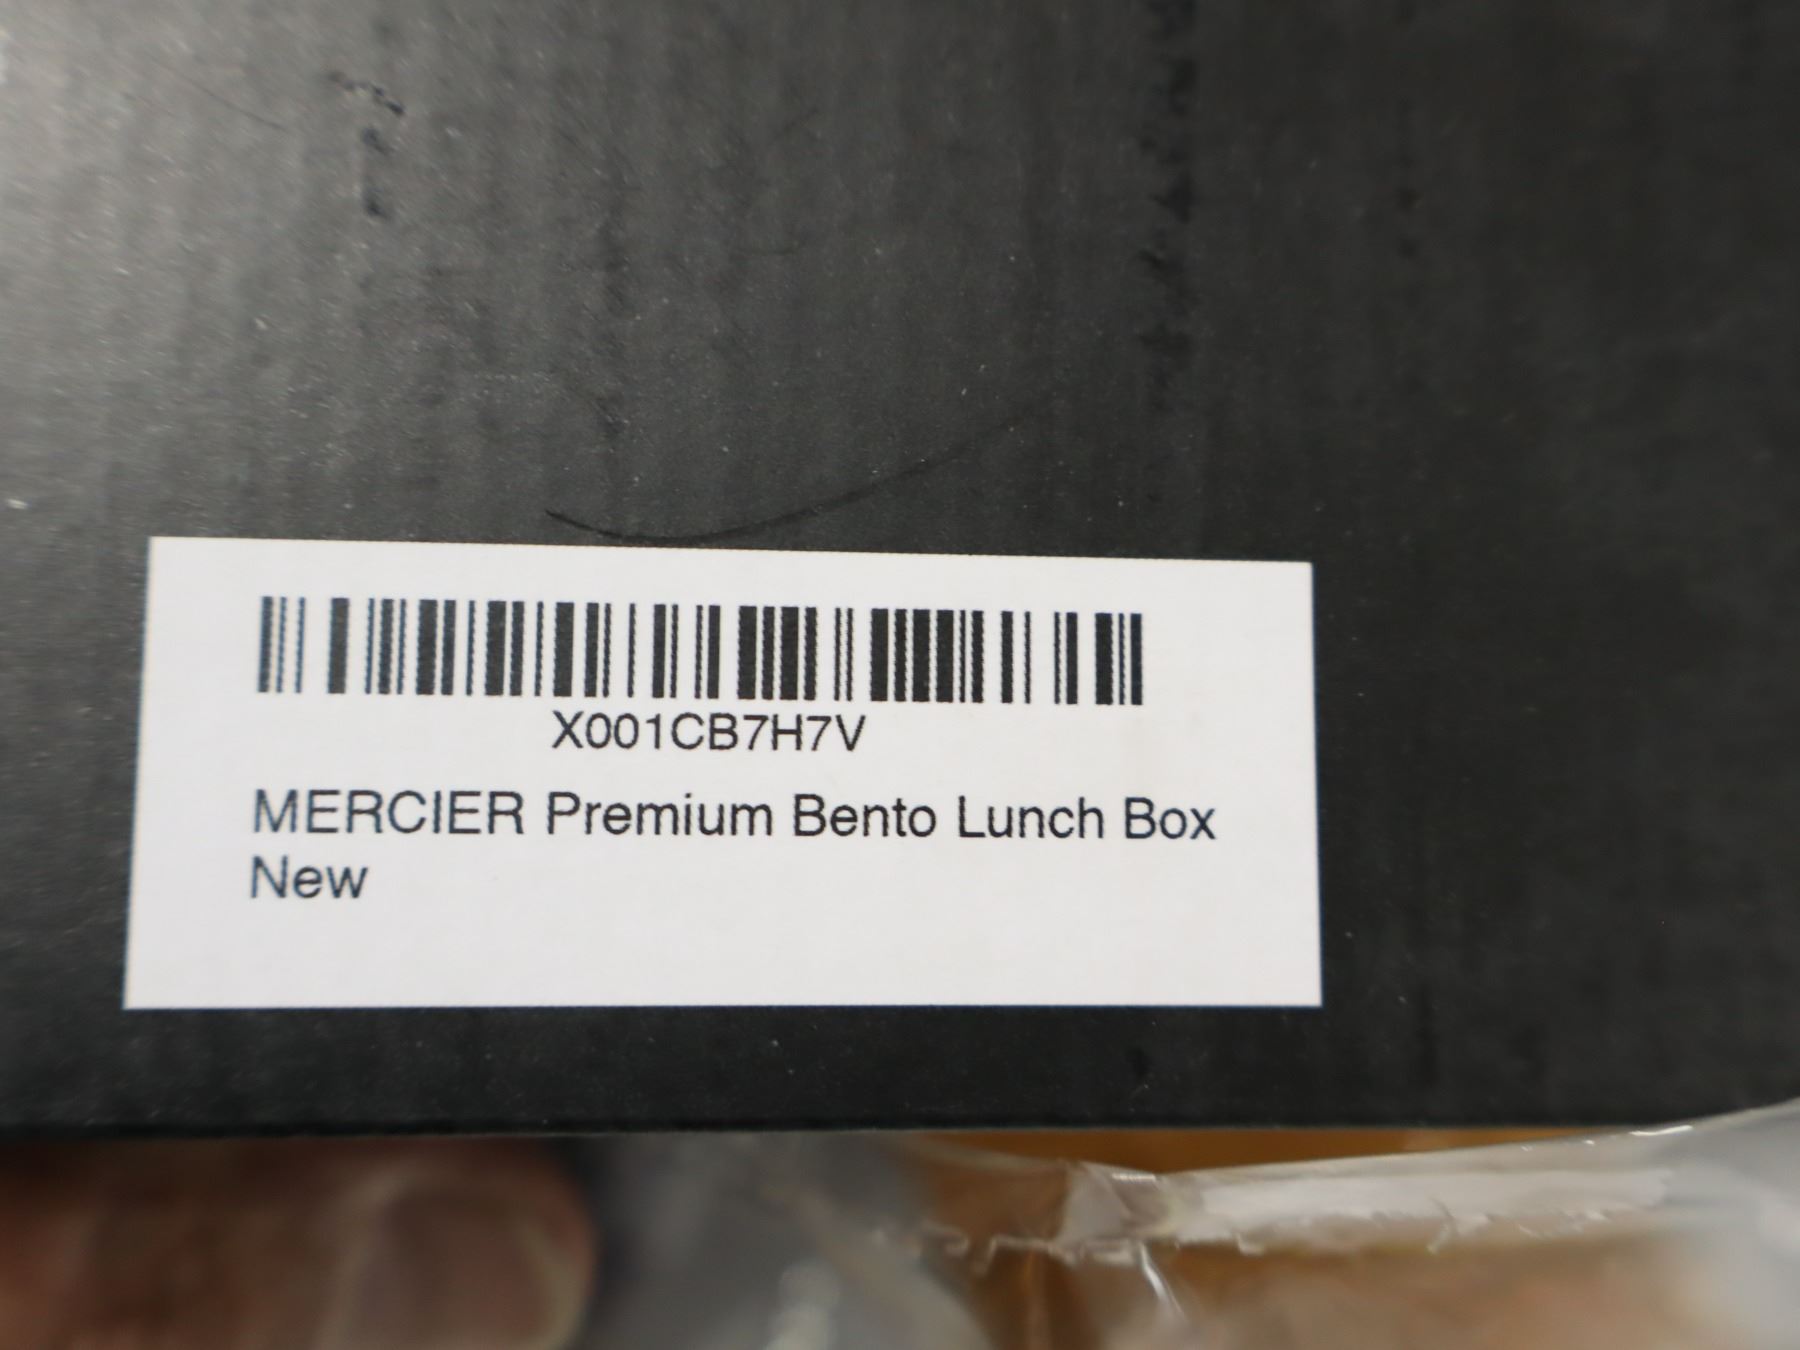 X001CB7H7V
MERCIER Premium Bento Lunch Box
New